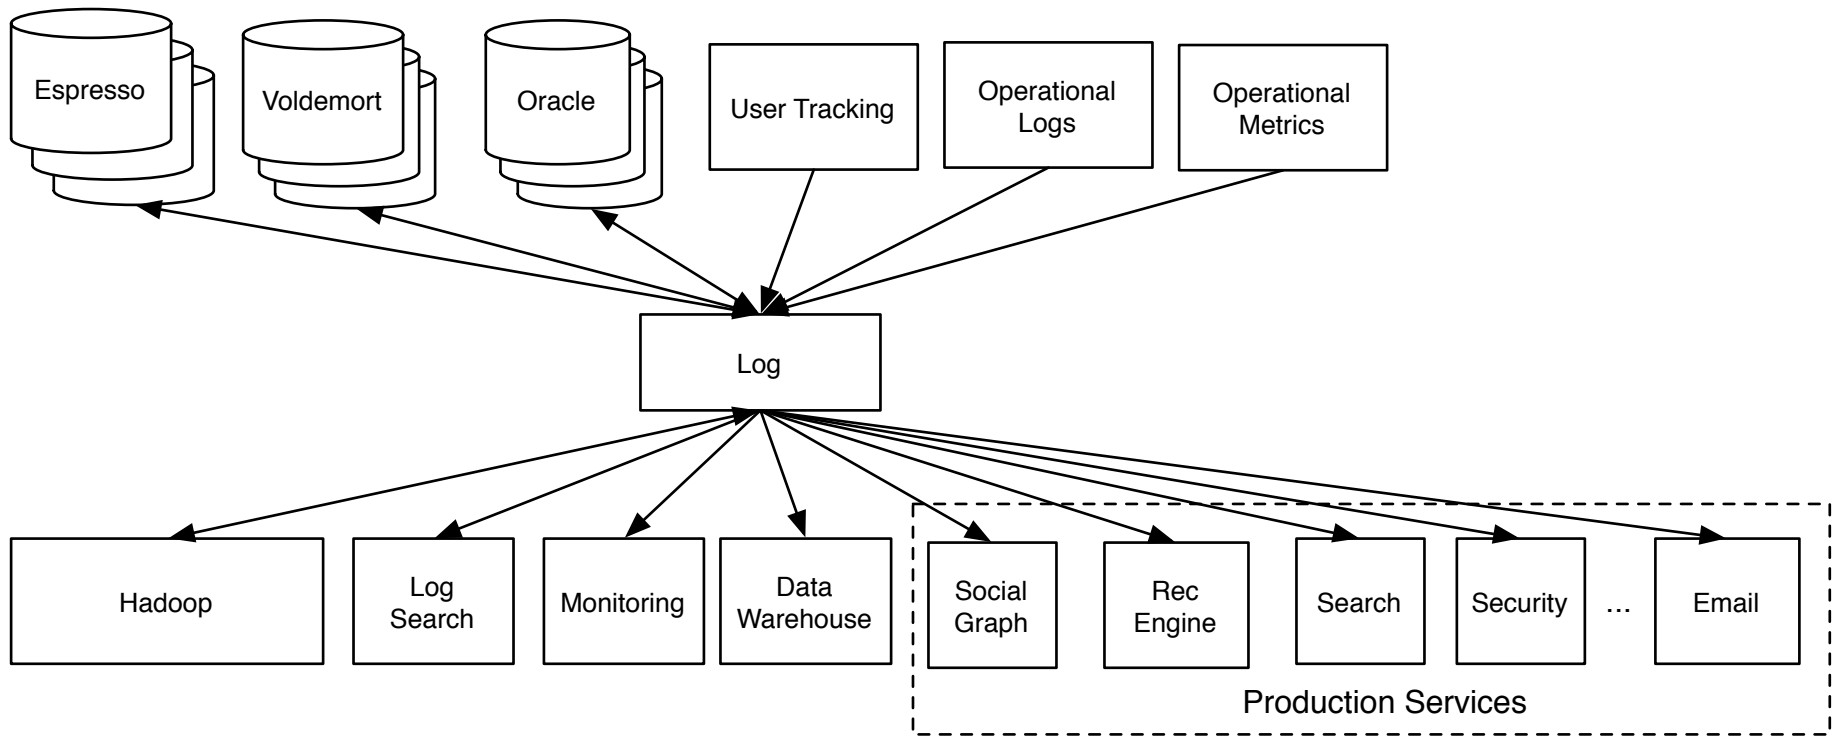 Espresso
Voldemort
Oracle
User Tracking
Operational
Logs
Operational
Metrics
Log
Hadoop
Log
Search
Monitoring
Data
Warehouse
Social
Graph
Rec
Engine
Search
Security
...
Email
Production Services